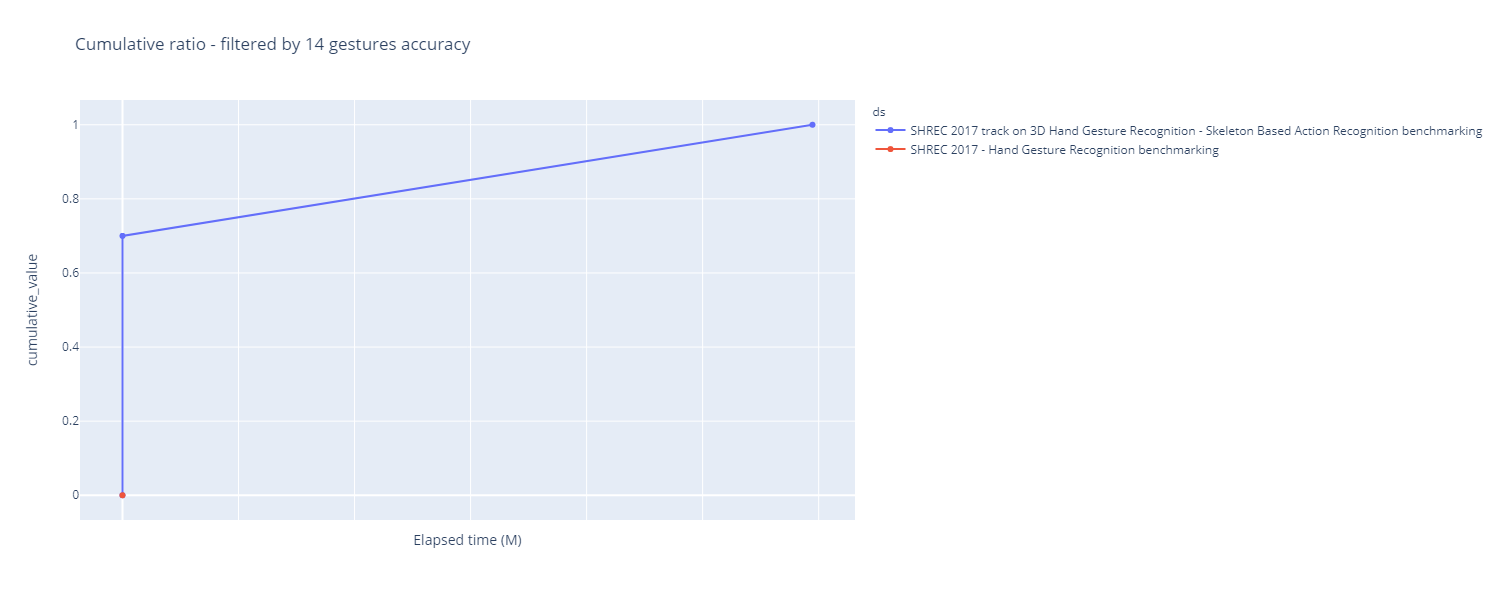 Cumulative ratio - filtered by 14 gestures accuracy
ds
SHREC 2017 track on 3D Hand Gesture Recognition - Skeleton Based Action Recognition benchmarking
SHREC 2017 - Hand Gesture Recognition benchmarking
1
0.8
0.6
0.4
0.2
0
cumulative_value
Elapsed time (M)